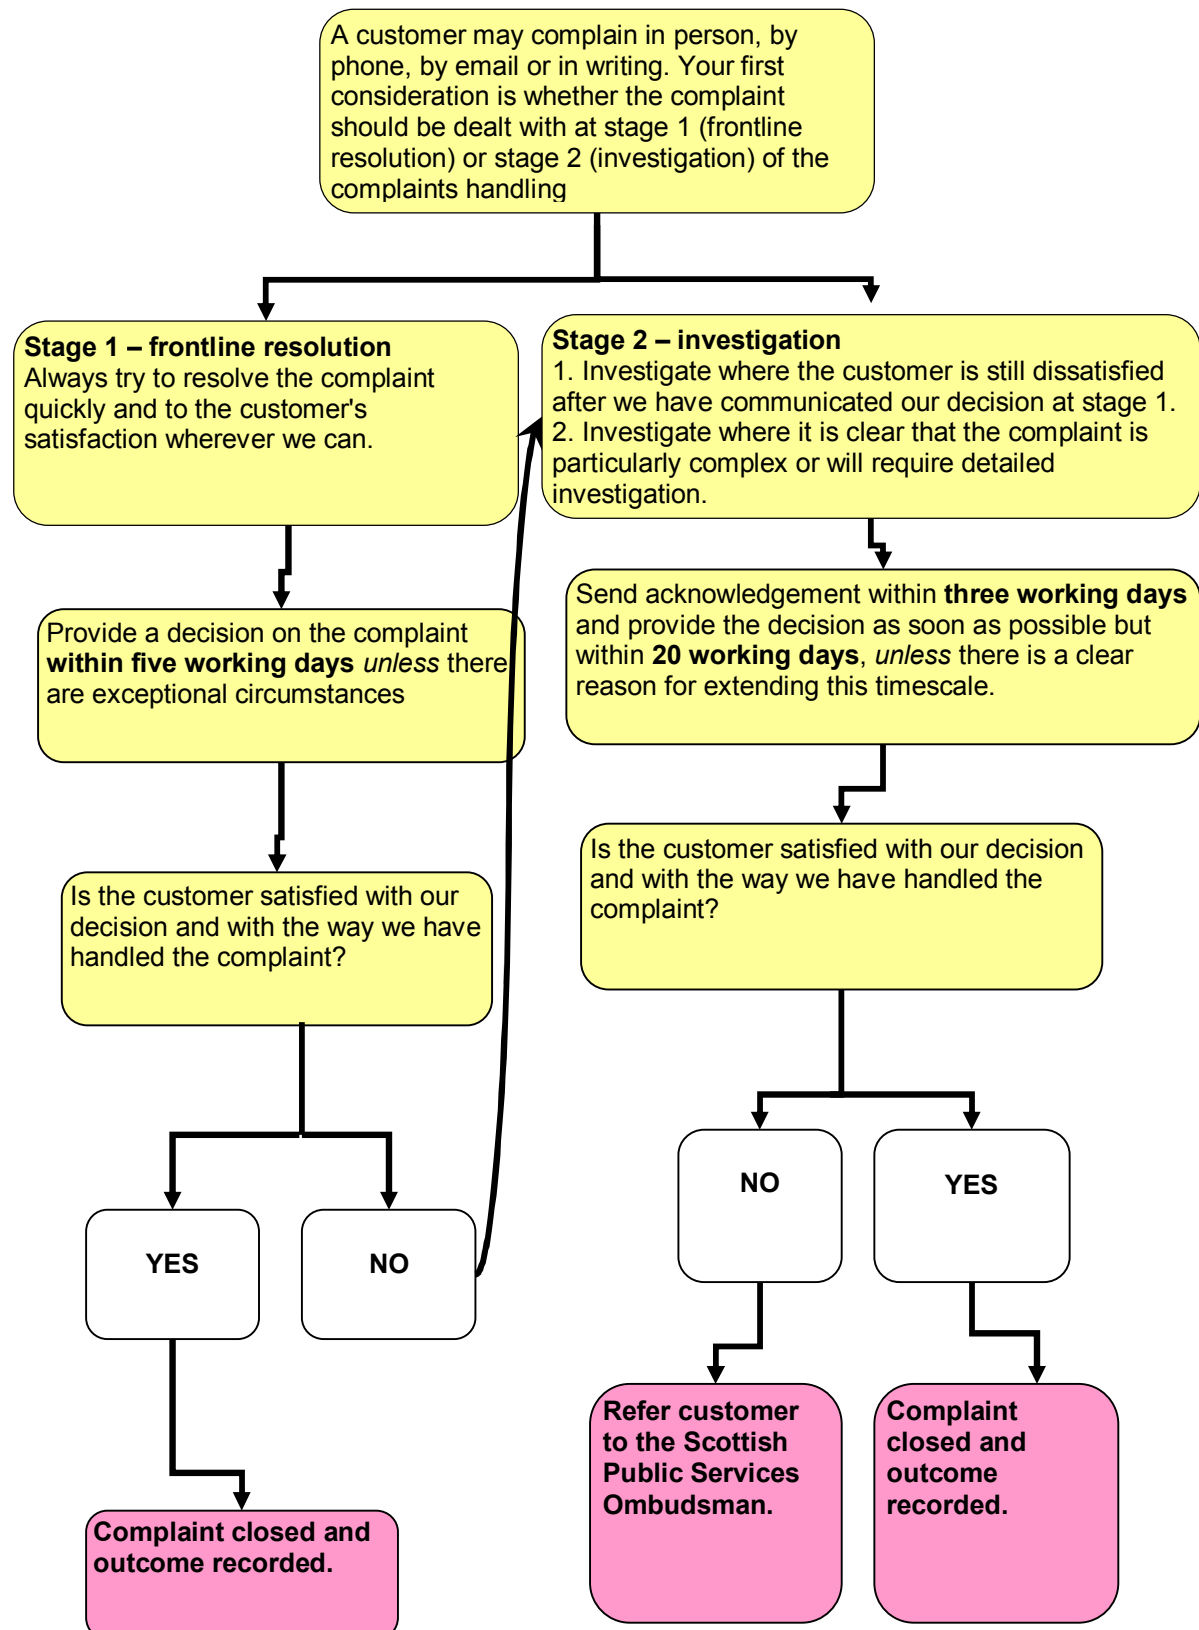 A customer may complain in person, by
phone, by email or in writing. Your first
consideration is whether the complaint
should be dealt with at stage 1 (frontline
resolution) or stage 2 (investigation) of the
complaints handling
Stage 1 – frontline resolution
Always try to resolve the complaint
quickly and to the customer's
satisfaction wherever we can.
Stage 2 – investigation
1. Investigate where the customer is still dissatisfied
after we have communicated our decision at stage 1.
2. Investigate where it is clear that the complaint is
particularly complex or will require detailed
investigation.
Provide a decision on the complaint
within five working days unless there
are exceptional circumstances
Send acknowledgement within three working days
and provide the decision as soon as possible but
within 20 working days, unless there is a clear
reason for extending this timescale.
Is the customer satisfied with our
decision and with the way we have
handled the complaint?
Is the customer satisfied with our decision
and with the way we have handled the
complaint?
YES
NO
NO
YES
Complaint closed and
outcome recorded.
Refer customer
to the Scottish
Public Services
Ombudsman.
Complaint
closed and
outcome
recorded.